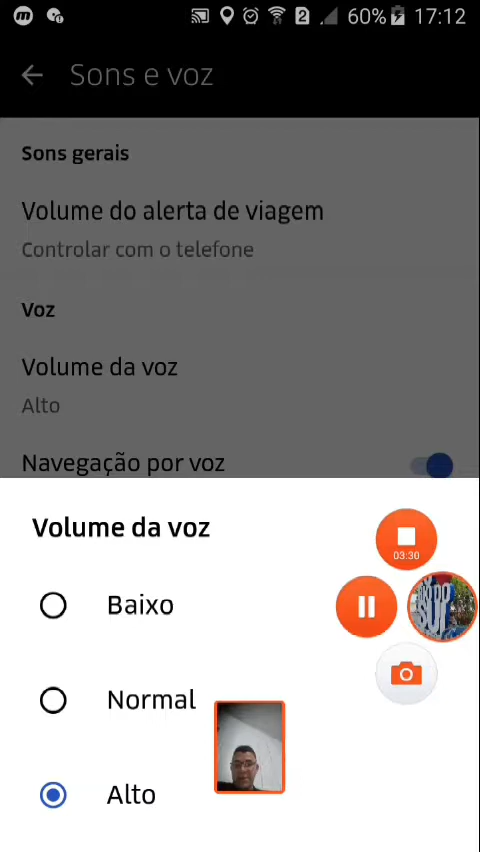 60% 17:12
Sons e voz
Sons gerais
Volume do alerta de viagem
Controlar com o telefone
Voz
Volume da voz
Alto
Navegação por voz
Volume da voz
03:30
Baixo
Normal
Alto